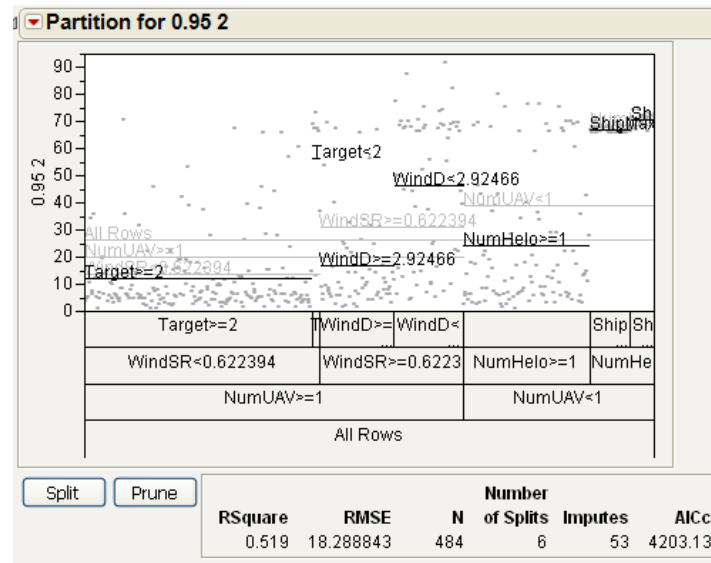 Partition for 0.95 2
90
80
70
60
50
40
30
20
10
0
0.95 2
Target<2
WindD<2.92466
NumUAV<1
WindSR>=0.622394
All Rows
NumHelo>=1
NumUAV>=1
WindD>=2.92466
WindSR<0.622394
Target>=2
Ship
Sh
Target>=2
WindD>=
WindD<
Ship
Sh
...
...
...
...
WindSR<0.622394
WindSR>=0.6223
NumHelo>=1
NumHe
NumUAV>=1
NumUAV<1
All Rows
Split
Prune
Number
RSquare RMSE N of Splits Imputes AICc
0.519 18.288843 484 6 53 4203.13